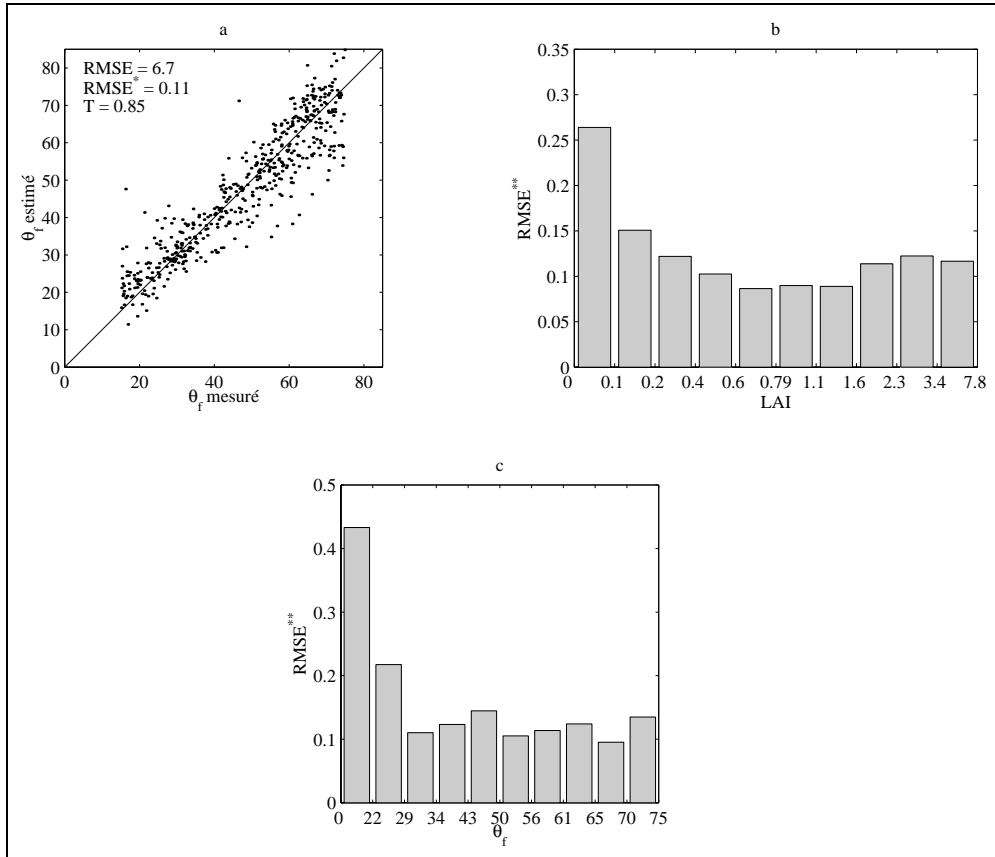 a
RMSE = 6.7
RMSE* = 0.11
T = 0.85
80
70
60
50
40
30
20
10
0
θf estimé
0 20 40 60 80
θf mesuré
b
0.35
0.3
0.25
0.2
0.15
0.1
0.05
0
RMSE**
0 0.1 0.2 0.4 0.6 0.79 1.1 1.6 2.3 3.4 7.8
LAI
c
0.5
0.4
0.3
0.2
0.1
0
RMSE**
0 22 29 34 43 50 56 61 65 70 75
θf